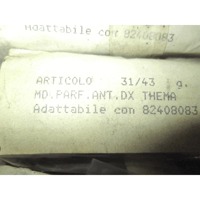 Adattabile con 82408083
ARTICOLO 31/43 g.
MD.PARF.ANT.DX THEMA
Adattabile con 82408083